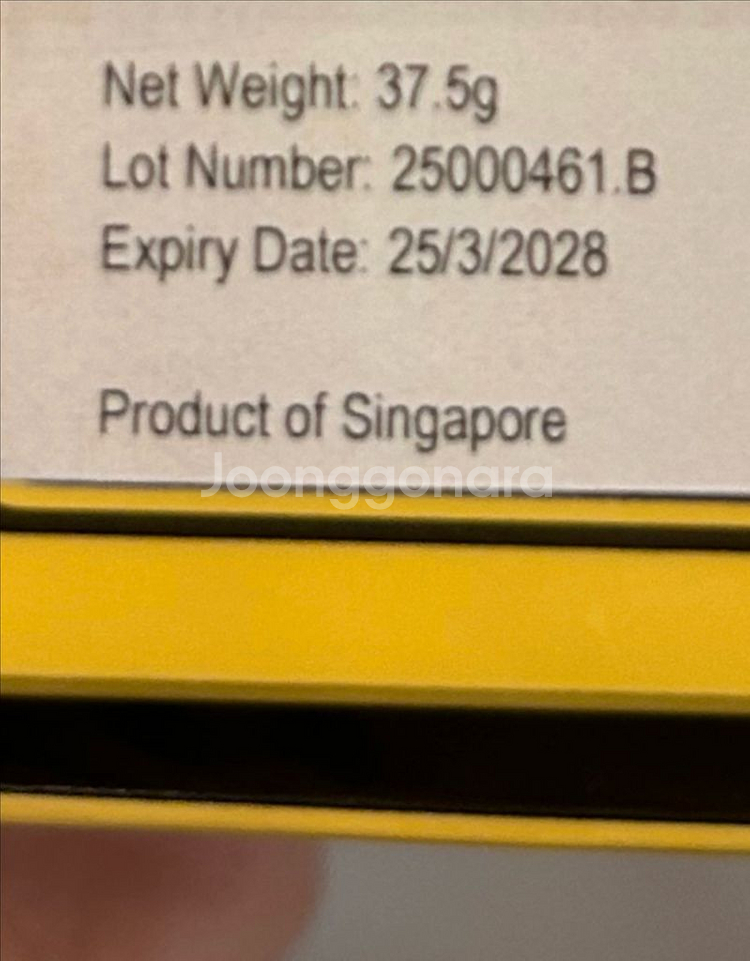 Net Weight: 37.5g
Lot Number: 25000461.B
Expiry Date: 25/3/2028
Product of Singapore
Joonggonara